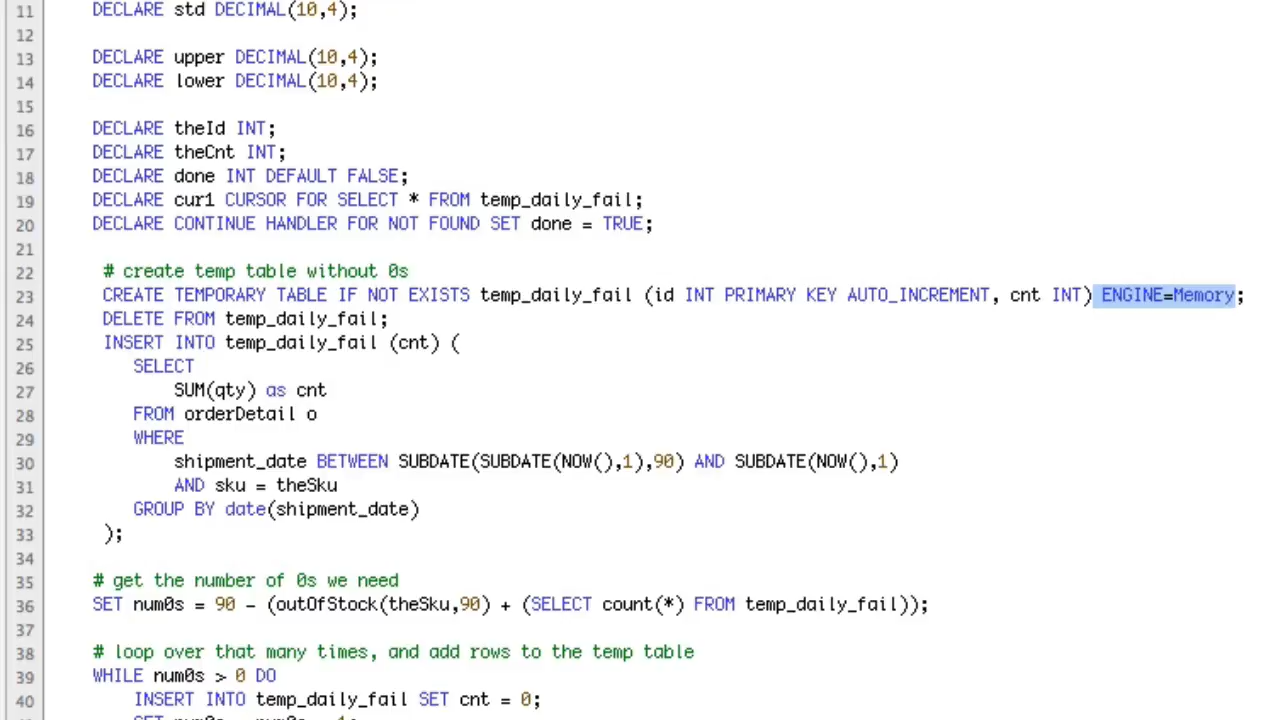 11 DECLARE std DECIMAL(10,4);
12
13 DECLARE upper DECIMAL(10,4);
14 DECLARE lower DECIMAL(10,4);
15
16 DECLARE theId INT;
17 DECLARE theCnt INT;
18 DECLARE done INT DEFAULT FALSE;
19 DECLARE cur1 CURSOR FOR SELECT * FROM temp_daily_fail;
20 DECLARE CONTINUE HANDLER FOR NOT FOUND SET done = TRUE;
21
22 # create temp table without 0s
23 CREATE TEMPORARY TABLE IF NOT EXISTS temp_daily_fail (id INT PRIMARY KEY AUTO_INCREMENT, cnt INT) ENGINE=Memory;
24 DELETE FROM temp_daily_fail;
25 INSERT INTO temp_daily_fail (cnt) (
26 SELECT
27 SUM(qty) as cnt
28 FROM orderDetail o
29 WHERE
30 shipment_date BETWEEN SUBDATE(SUBDATE(NOW(),1),90) AND SUBDATE(NOW(),1)
31 AND sku = theSku
32 GROUP BY date(shipment_date)
33 );
34
35 # get the number of 0s we need
36 SET num0s = 90 - (outOfStock(theSku,90) + (SELECT count(*) FROM temp_daily_fail));
37
38 # loop over that many times, and add rows to the temp table
39 WHILE num0s > 0 DO
40 INSERT INTO temp_daily_fail SET cnt = 0;